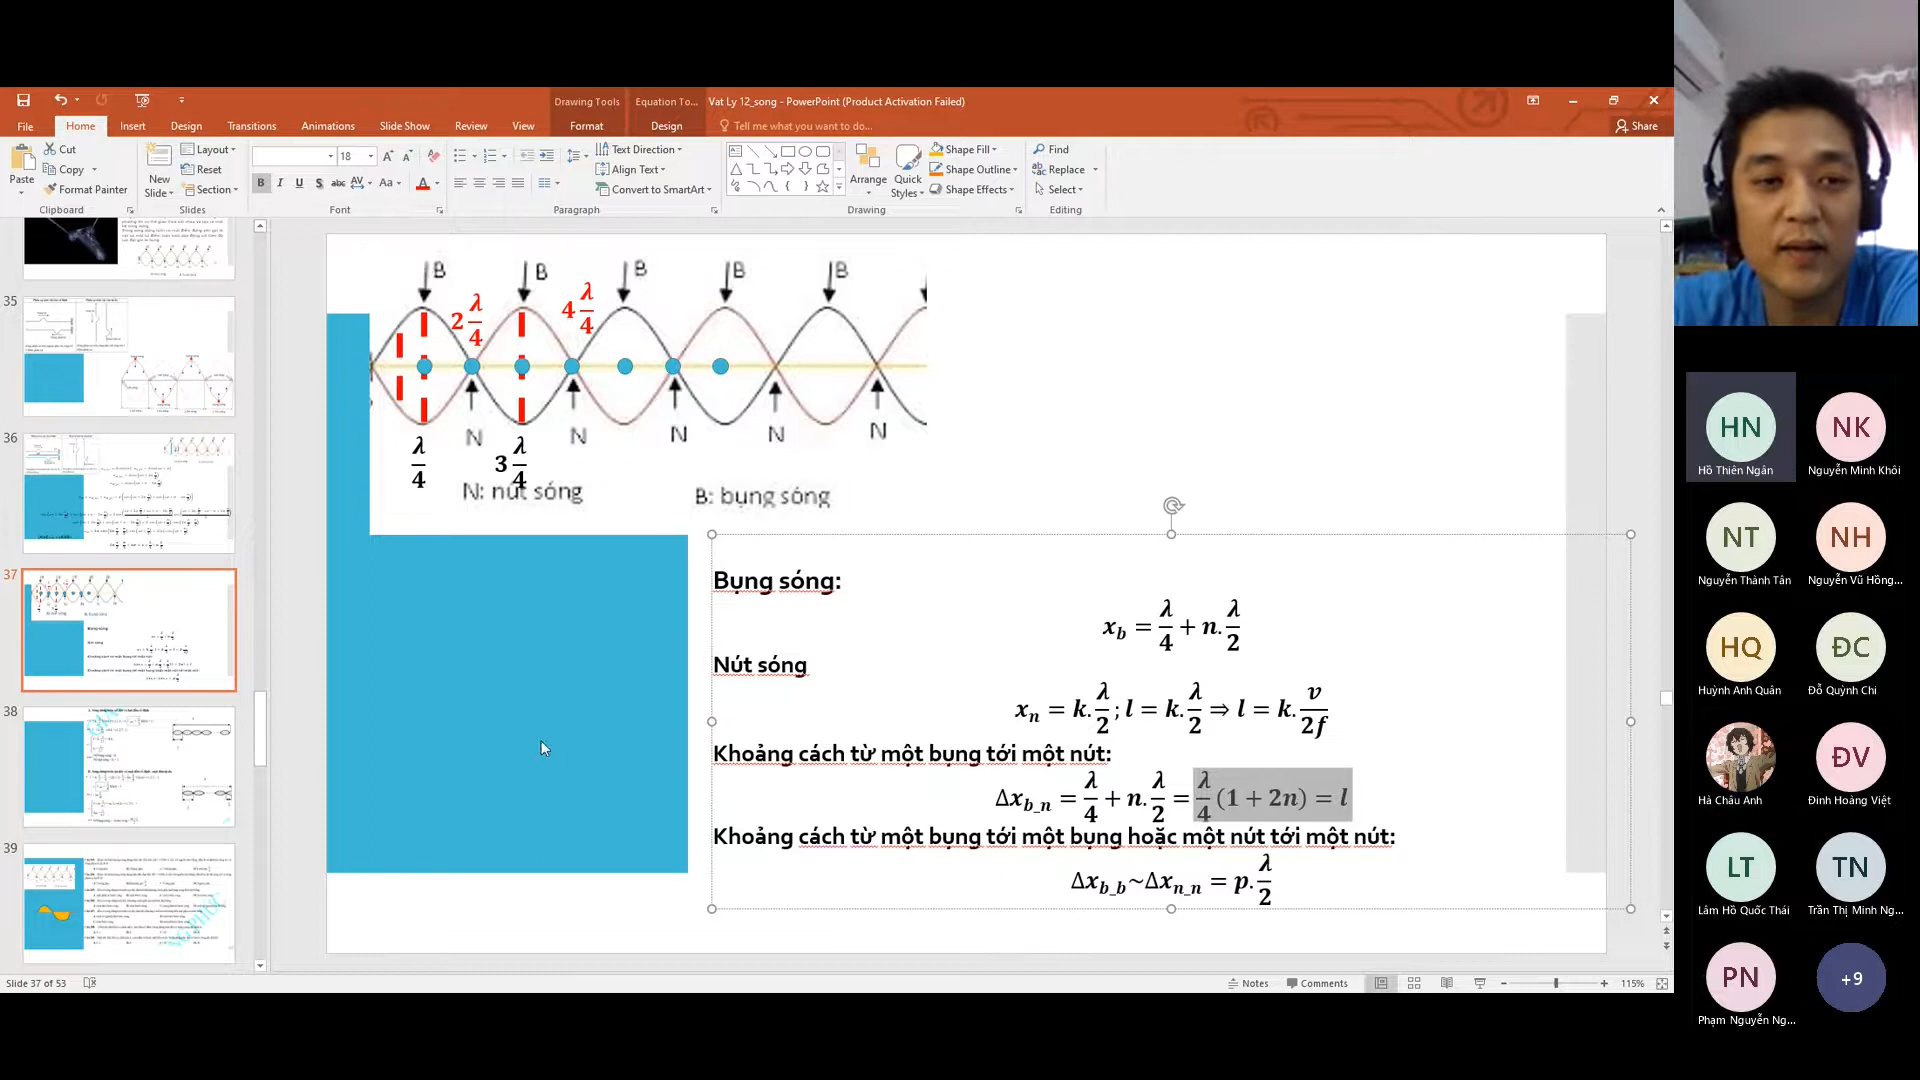 Drawing Tools
Equation To...
Vat Ly 12_song - PowerPoint (Product Activation Failed)
File
Home
Insert
Design
Transitions
Animations
Slide Show
Review
View
Format
Design
Tell me what you want to do...
Share
Paste
Cut
Copy
Format Painter
Clipboard
New Slide
Layout
Reset
Section
Slides
18
Font
Text Direction
Align Text
Convert to SmartArt
Paragraph
Arrange
Quick Styles
Shape Fill
Shape Outline
Shape Effects
Drawing
Find
Replace
Select
Editing
35
36
37
38
39
B B B B B
2 λ/4
4 λ/4
N N N N N
λ/4
3 λ/4
N: nút sóng
B: bụng sóng
Bụng sóng:
x_b = λ/4 + n. λ/2
Nút sóng
x_n = k. λ/2 ; l = k. λ/2 ⇒ l = k. v/2f
Khoảng cách từ một bụng tới một nút:
Δx_b_n = λ/4 + n. λ/2 = λ/4 (1 + 2n) = l
Khoảng cách từ một bụng tới một bụng hoặc một nút tới một nút:
Δx_b_b~Δx_n_n = p. λ/2
Slide 37 of 53
Notes
Comments
115%
HN
Hồ Thiên Ngân
NK
Nguyễn Minh Khôi
NT
Nguyễn Thành Tân
NH
Nguyễn Vũ Hồng...
HQ
Huỳnh Anh Quân
ĐC
Đỗ Quỳnh Chi
Hà Châu Anh
ĐV
Đinh Hoàng Việt
LT
Lâm Hồ Quốc Thái
TN
Trần Thị Minh Ng...
PN
Phạm Nguyễn Ng...
+9